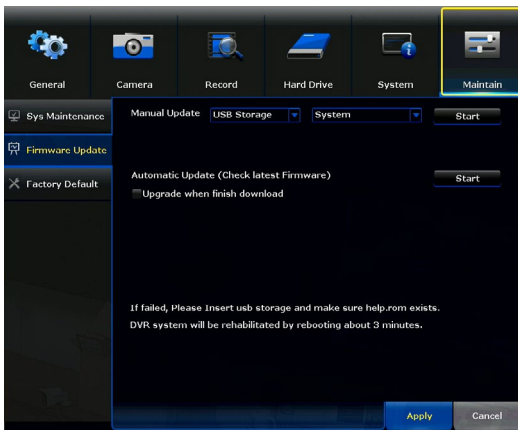 General Camera Record Hard Drive System Maintain
Sys Maintenance
Firmware Update
Factory Default
Manual Update USB Storage System Start
Automatic Update (Check latest Firmware) Start
Upgrade when finish download
If failed, Please Insert usb storage and make sure help.rom exists.
DVR system will be rehabilitated by rebooting about 3 minutes.
Apply Cancel